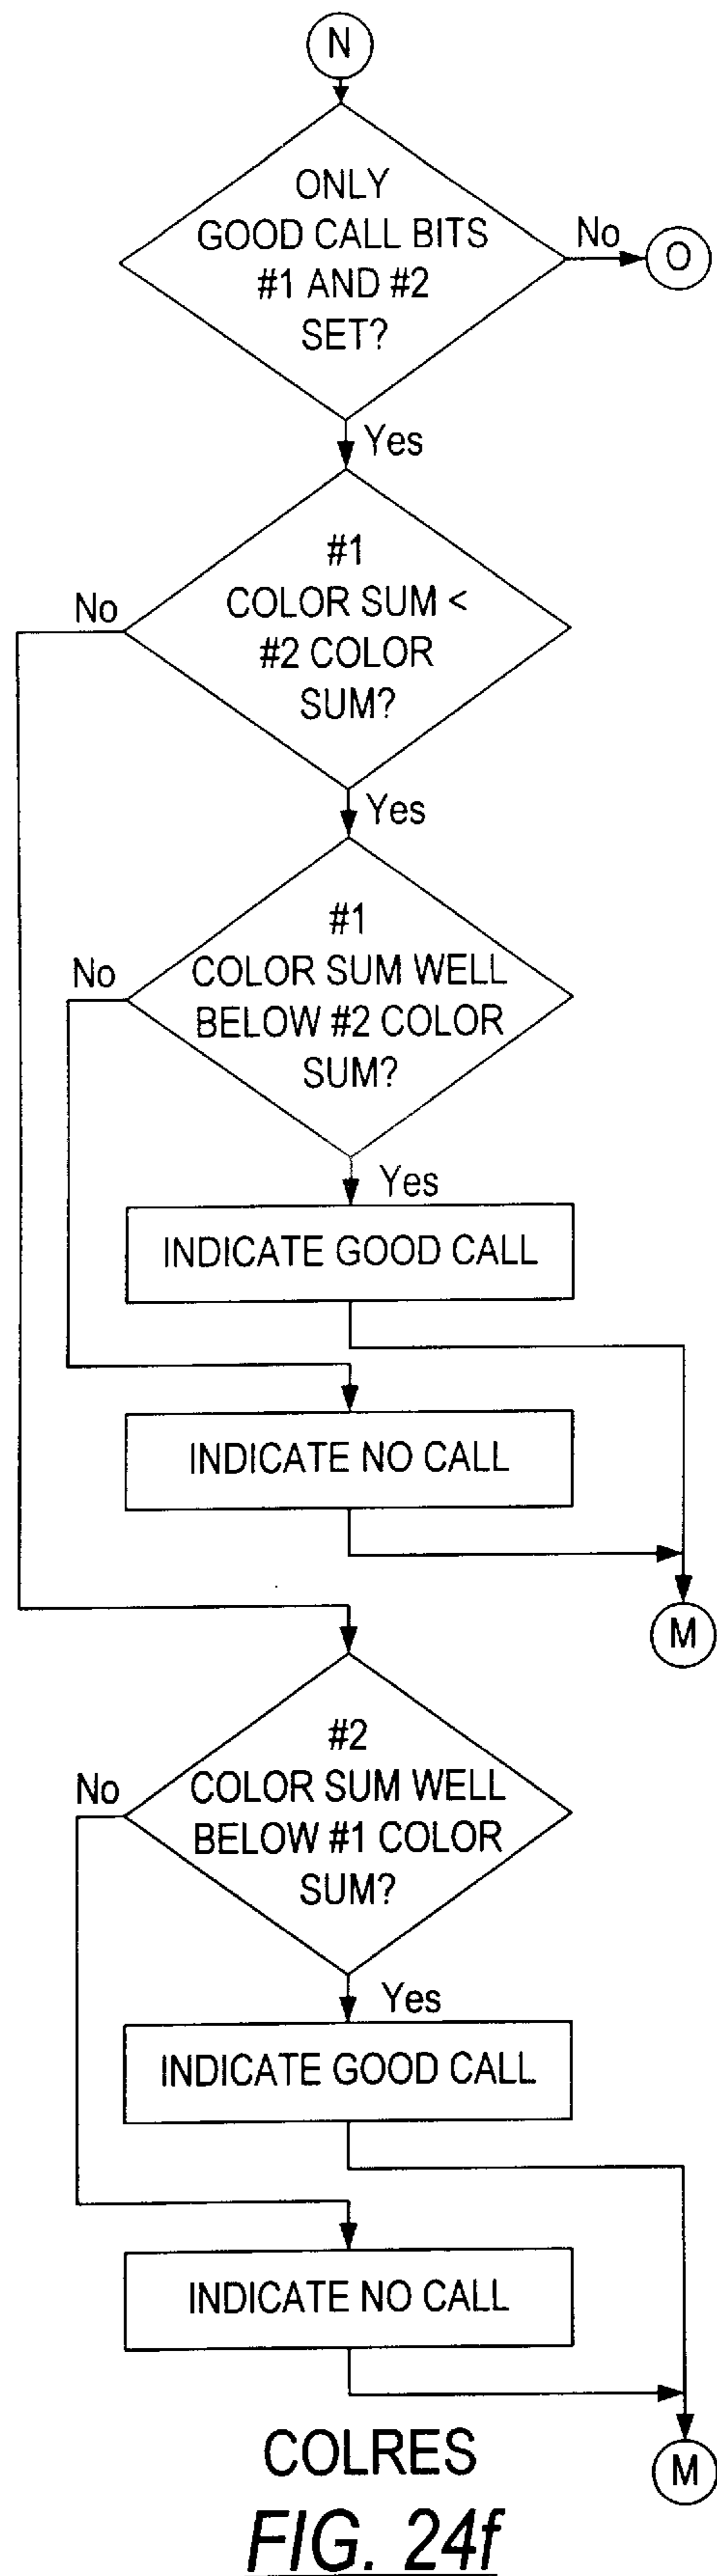 N
ONLY
GOOD CALL BITS
#1 AND #2
SET?
No
O
Yes
#1
COLOR SUM <
#2 COLOR
SUM?
No
Yes
#1
COLOR SUM WELL
BELOW #2 COLOR
SUM?
No
Yes
INDICATE GOOD CALL
INDICATE NO CALL
M
#2
COLOR SUM WELL
BELOW #1 COLOR
SUM?
No
Yes
INDICATE GOOD CALL
INDICATE NO CALL
M
COLRES
FIG. 24f